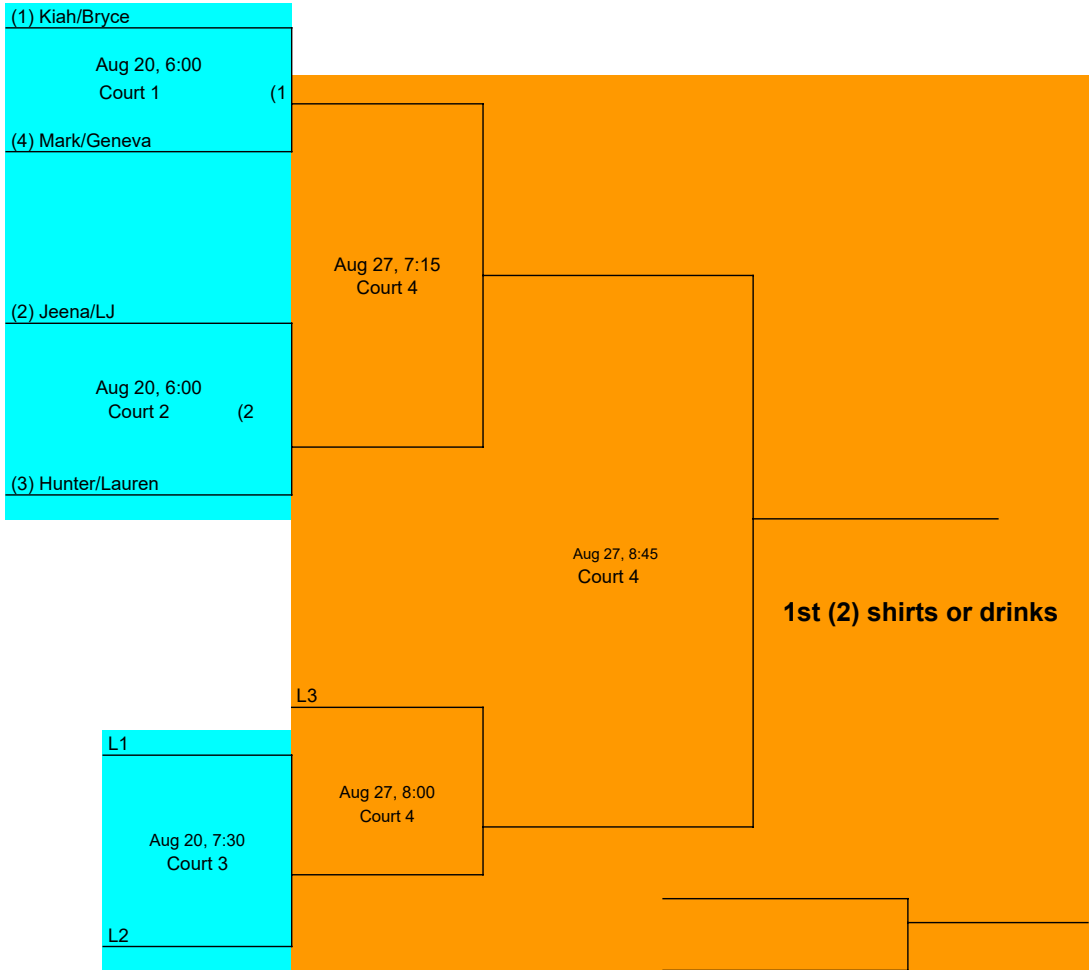 (1) Kiah/Bryce
Aug 20, 6:00
Court 1 (1
(4) Mark/Geneva
Aug 27, 7:15
Court 4
(2) Jeena/LJ
Aug 20, 6:00
Court 2 (2
(3) Hunter/Lauren
Aug 27, 8:45
Court 4
1st (2) shirts or drinks
L3
L1
Aug 27, 8:00
Court 4
Aug 20, 7:30
Court 3
L2